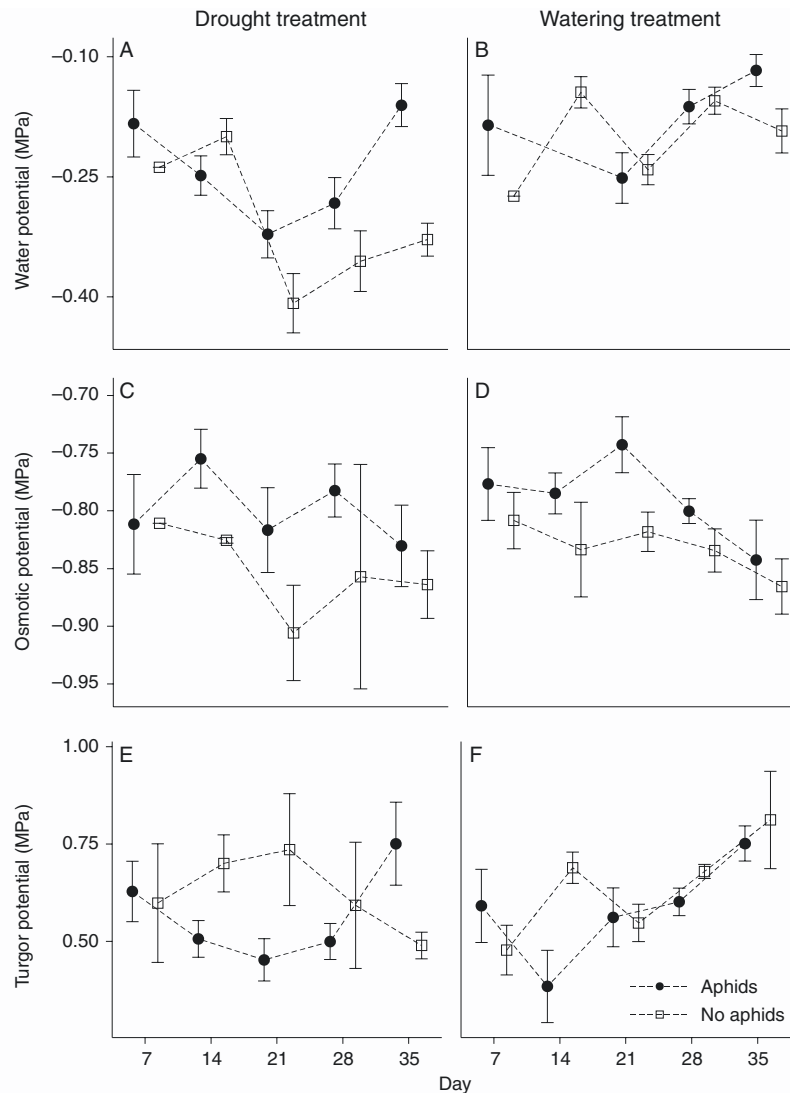 Drought treatment
Watering treatment
A
B
−0.10
−0.25
−0.40
Water potential (MPa)
C
D
−0.70
−0.75
−0.80
−0.85
−0.90
−0.95
Osmotic potential (MPa)
E
F
1.00
0.75
0.50
Turgor potential (MPa)
Aphids
No aphids
7 14 21 28 35 7 14 21 28 35
Day